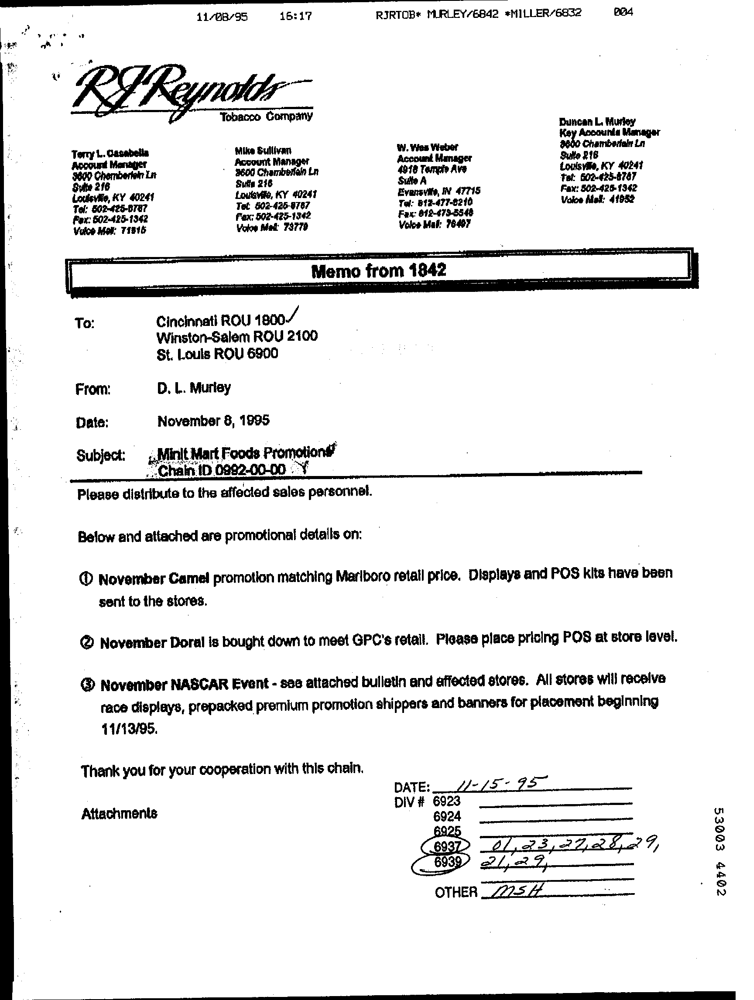 11/08/95 16:17 RJRTOB* MURLEY/6842 *MILLER/6832 004
RJReynolds
Tobacco Company
Duncan L. Murley
Key Accounts Manager
3600 Chamberlain Ln
Suite 216
Louisville, KY 40241
Tel: 502-425-8787
Fax: 502-425-1342
Voice Mail: 41952
Terry L. Casabella
Account Manager
3600 Chamberlain Ln
Suite 216
Louisville, KY 40241
Tel: 502-425-8787
Fax: 502-425-1342
Voice Mail: 71815
Mike Sullivan
Account Manager
3600 Chamberlain Ln
Suite 216
Louisville, KY 40241
Tel: 502-425-8787
Fax: 502-425-1342
Voice Mail: 73779
W. Wes Weber
Account Manager
4918 Temple Ave
Suite A
Evansville, IN 47715
Tel: 812-477-8210
Fax: 812-473-5548
Voice Mail: 76407
Memo from 1842
To: Cincinnati ROU 1800 ✓
Winston-Salem ROU 2100
St. Louis ROU 6900
From: D. L. Murley
Date: November 8, 1995
Subject: Minit Mart Foods Promotions
Chain ID 0992-00-00
Please distribute to the affected sales personnel.
Below and attached are promotional details on:
① November Camel promotion matching Marlboro retail price. Displays and POS kits have been
sent to the stores.
② November Doral is bought down to meet GPC's retail. Please place pricing POS at store level.
③ November NASCAR Event - see attached bulletin and affected stores. All stores will receive
race displays, prepacked premium promotion shippers and banners for placement beginning
11/13/95.
Thank you for your cooperation with this chain.
Attachments
DATE: 11-15-95
DIV # 6923
6924
6925
6937 01, 23, 27, 28, 29,
6939 21, 29,
OTHER MSH
53003 4402